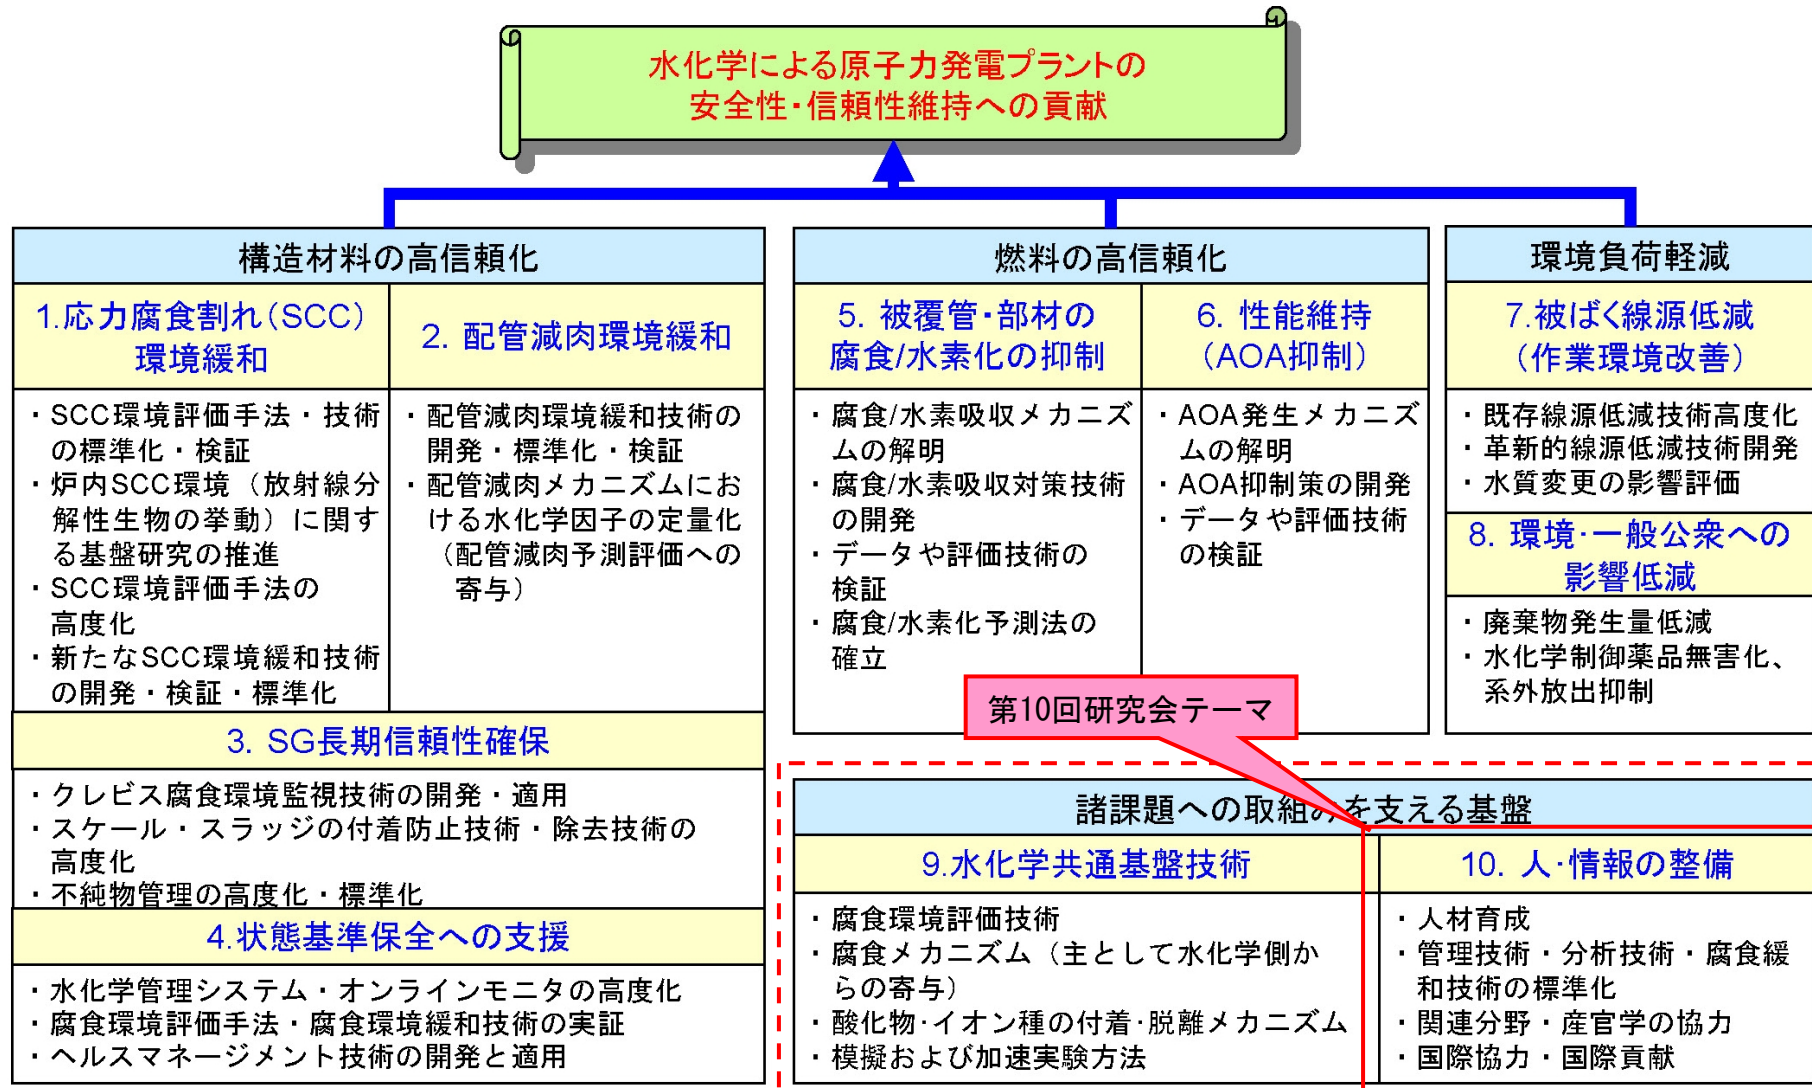 水化学による原子力発電プラントの
安全性・信頼性維持への貢献
構造材料の高信頼化
1.応力腐食割れ(SCC)
環境緩和
・SCC環境評価手法・技術
の標準化・検証
・炉内SCC環境(放射線分
解性生物の挙動)に関す
る基盤研究の推進
・SCC環境評価手法の
高度化
・新たなSCC環境緩和技術
の開発・検証・標準化
2. 配管減肉環境緩和
・配管減肉環境緩和技術の
開発・標準化・検証
・配管減肉メカニズムにお
ける水化学因子の定量化
(配管減肉予測評価への
寄与)
3. SG長期信頼性確保
・クレビス腐食環境監視技術の開発・適用
・スケール・スラッジの付着防止技術・除去技術の
高度化
・不純物管理の高度化・標準化
4.状態基準保全への支援
・水化学管理システム・オンラインモニタの高度化
・腐食環境評価手法・腐食環境緩和技術の実証
・ヘルスマネージメント技術の開発と適用
燃料の高信頼化
5. 被覆管・部材の
腐食/水素化の抑制
・腐食/水素吸収メカニズ
ムの解明
・腐食/水素吸収対策技術
の開発
・データや評価技術の
検証
・腐食/水素化予測法の
確立
6. 性能維持
(AOA抑制)
・AOA発生メカニズ
ムの解明
・AOA抑制策の開発
・データや評価技術
の検証
環境負荷軽減
7.被ばく線源低減
(作業環境改善)
・既存線源低減技術高度化
・革新的線源低減技術開発
・水質変更の影響評価
8. 環境・一般公衆への
影響低減
・廃棄物発生量低減
・水化学制御薬品無害化、
系外放出抑制
第10回研究会テーマ
諸課題への取組みを支える基盤
9.水化学共通基盤技術
・腐食環境評価技術
・腐食メカニズム(主として水化学側か
らの寄与)
・酸化物・イオン種の付着・脱離メカニズム
・模擬および加速実験方法
10. 人・情報の整備
・人材育成
・管理技術・分析技術・腐食緩
和技術の標準化
・関連分野・産官学の協力
・国際協力・国際貢献